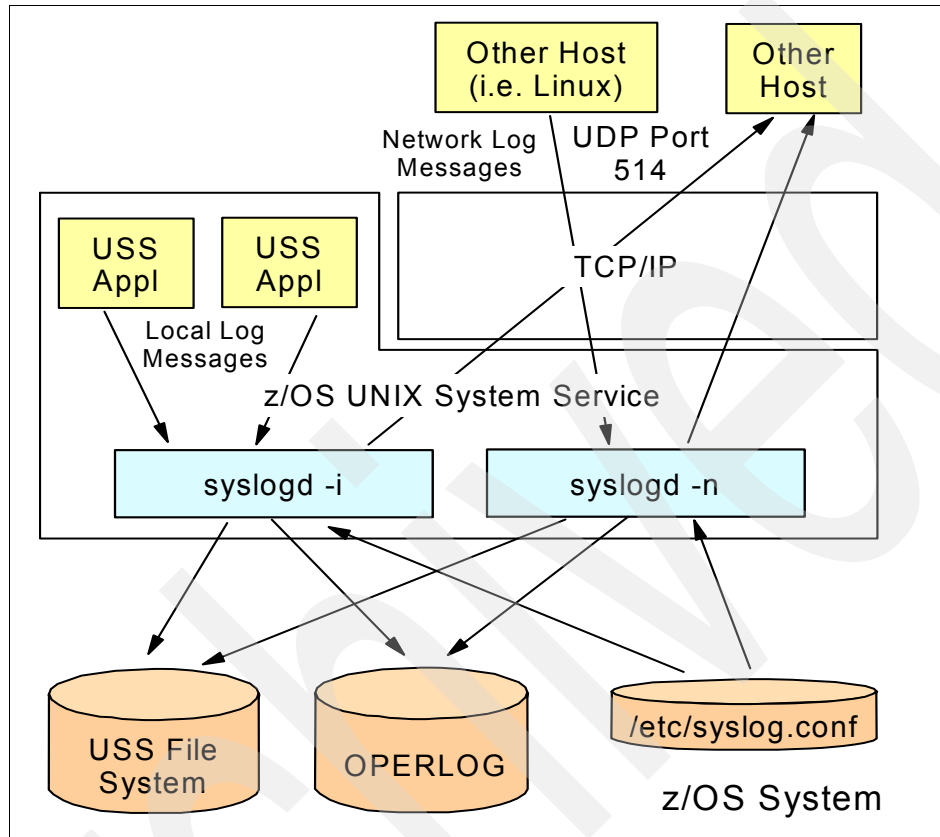 Other Host
(i.e. Linux)
Other
Host
Network Log
Messages
UDP Port
514
USS
Appl
USS
Appl
TCP/IP
Local Log
Messages
z/OS UNIX System Service
syslogd -i
syslogd -n
USS File
System
OPERLOG
/etc/syslog.conf
z/OS System